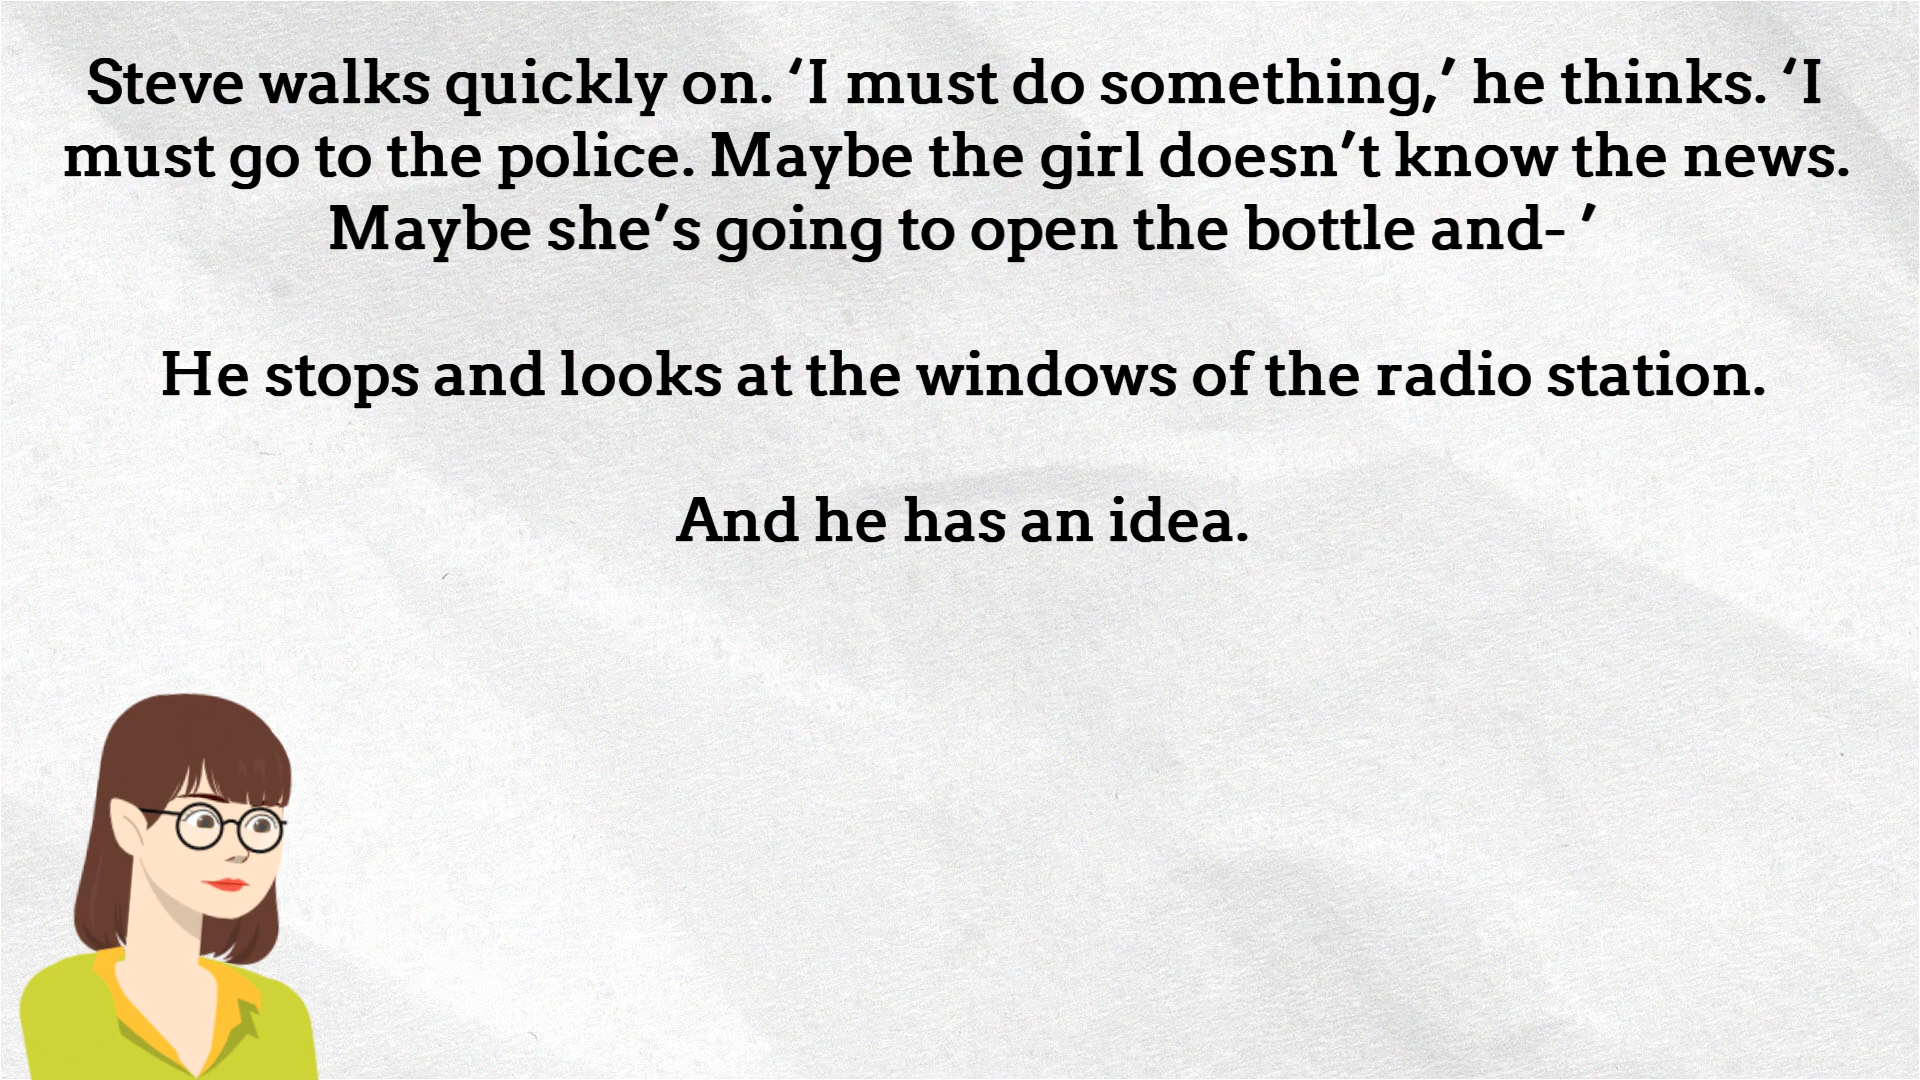 Steve walks quickly on. ‘I must do something,’ he thinks. ‘I
must go to the police. Maybe the girl doesn’t know the news.
Maybe she’s going to open the bottle and- ’
He stops and looks at the windows of the radio station.
And he has an idea.